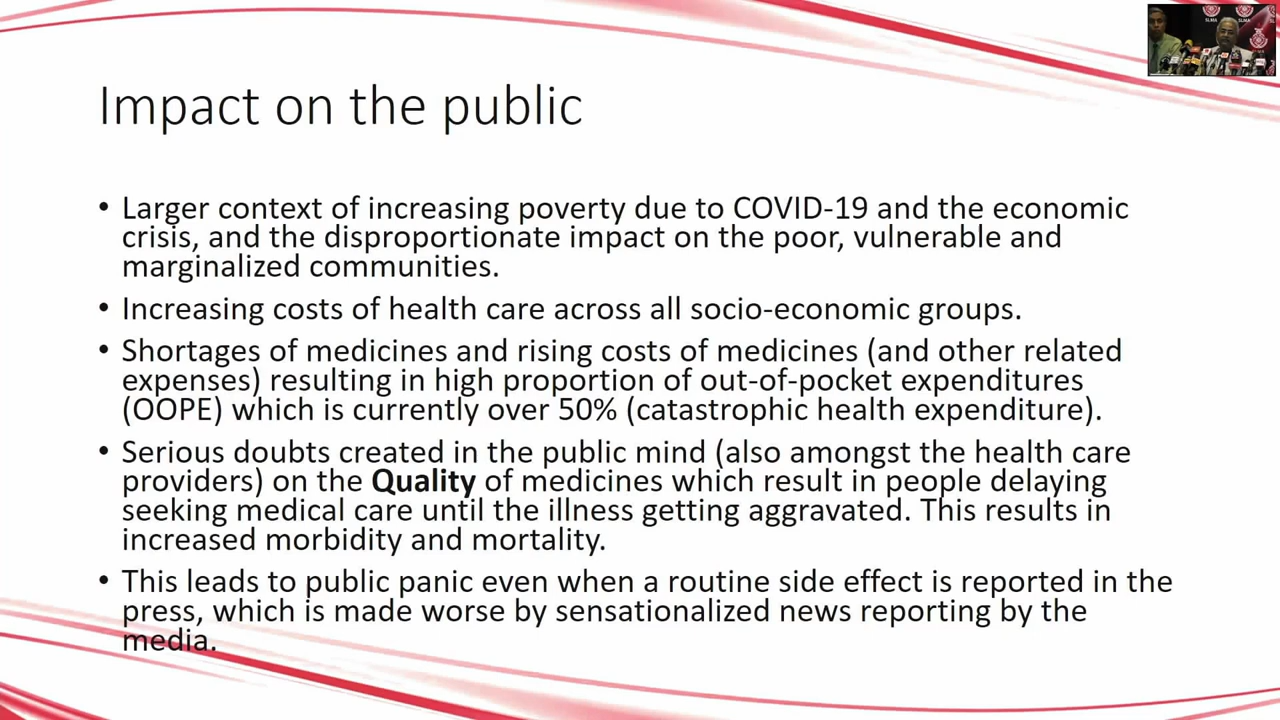 SLMA
SLMA
SLMA
Impact on the public
• Larger context of increasing poverty due to COVID-19 and the economic
crisis, and the disproportionate impact on the poor, vulnerable and
marginalized communities.
• Increasing costs of health care across all socio-economic groups.
• Shortages of medicines and rising costs of medicines (and other related
expenses) resulting in high proportion of out-of-pocket expenditures
(OOPE) which is currently over 50% (catastrophic health expenditure).
• Serious doubts created in the public mind (also amongst the health care
providers) on the Quality of medicines which result in people delaying
seeking medical care until the illness getting aggravated. This results in
increased morbidity and mortality.
• This leads to public panic even when a routine side effect is reported in the
press, which is made worse by sensationalized news reporting by the
media.